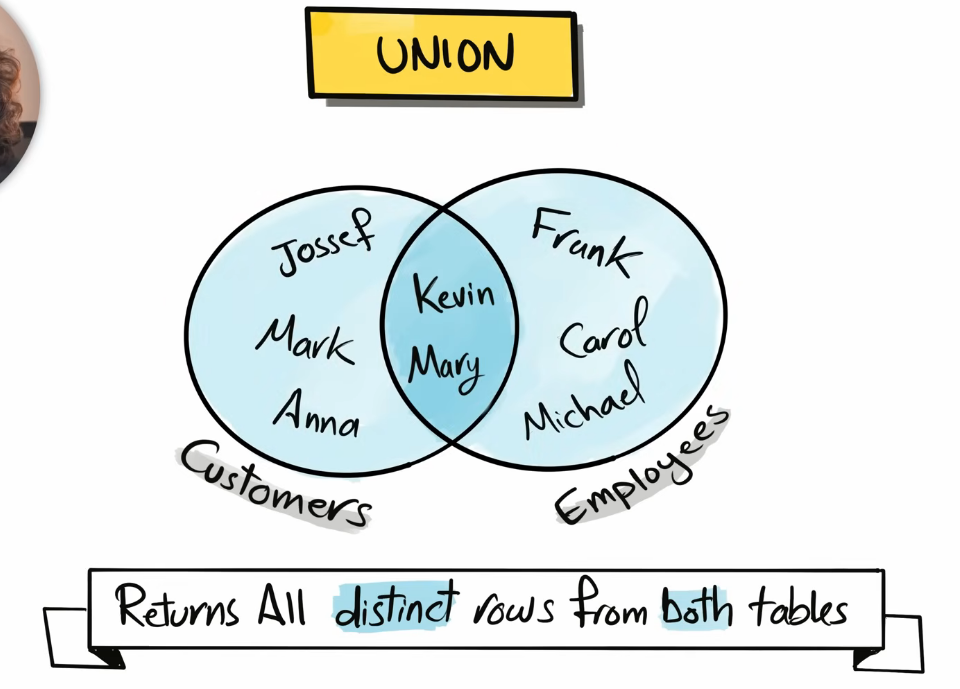 UNION
Jossef
Mark
Anna
Kevin
Mary
Frank
Carol
Michael
Customers
Employees
Returns All distinct rows from both tables